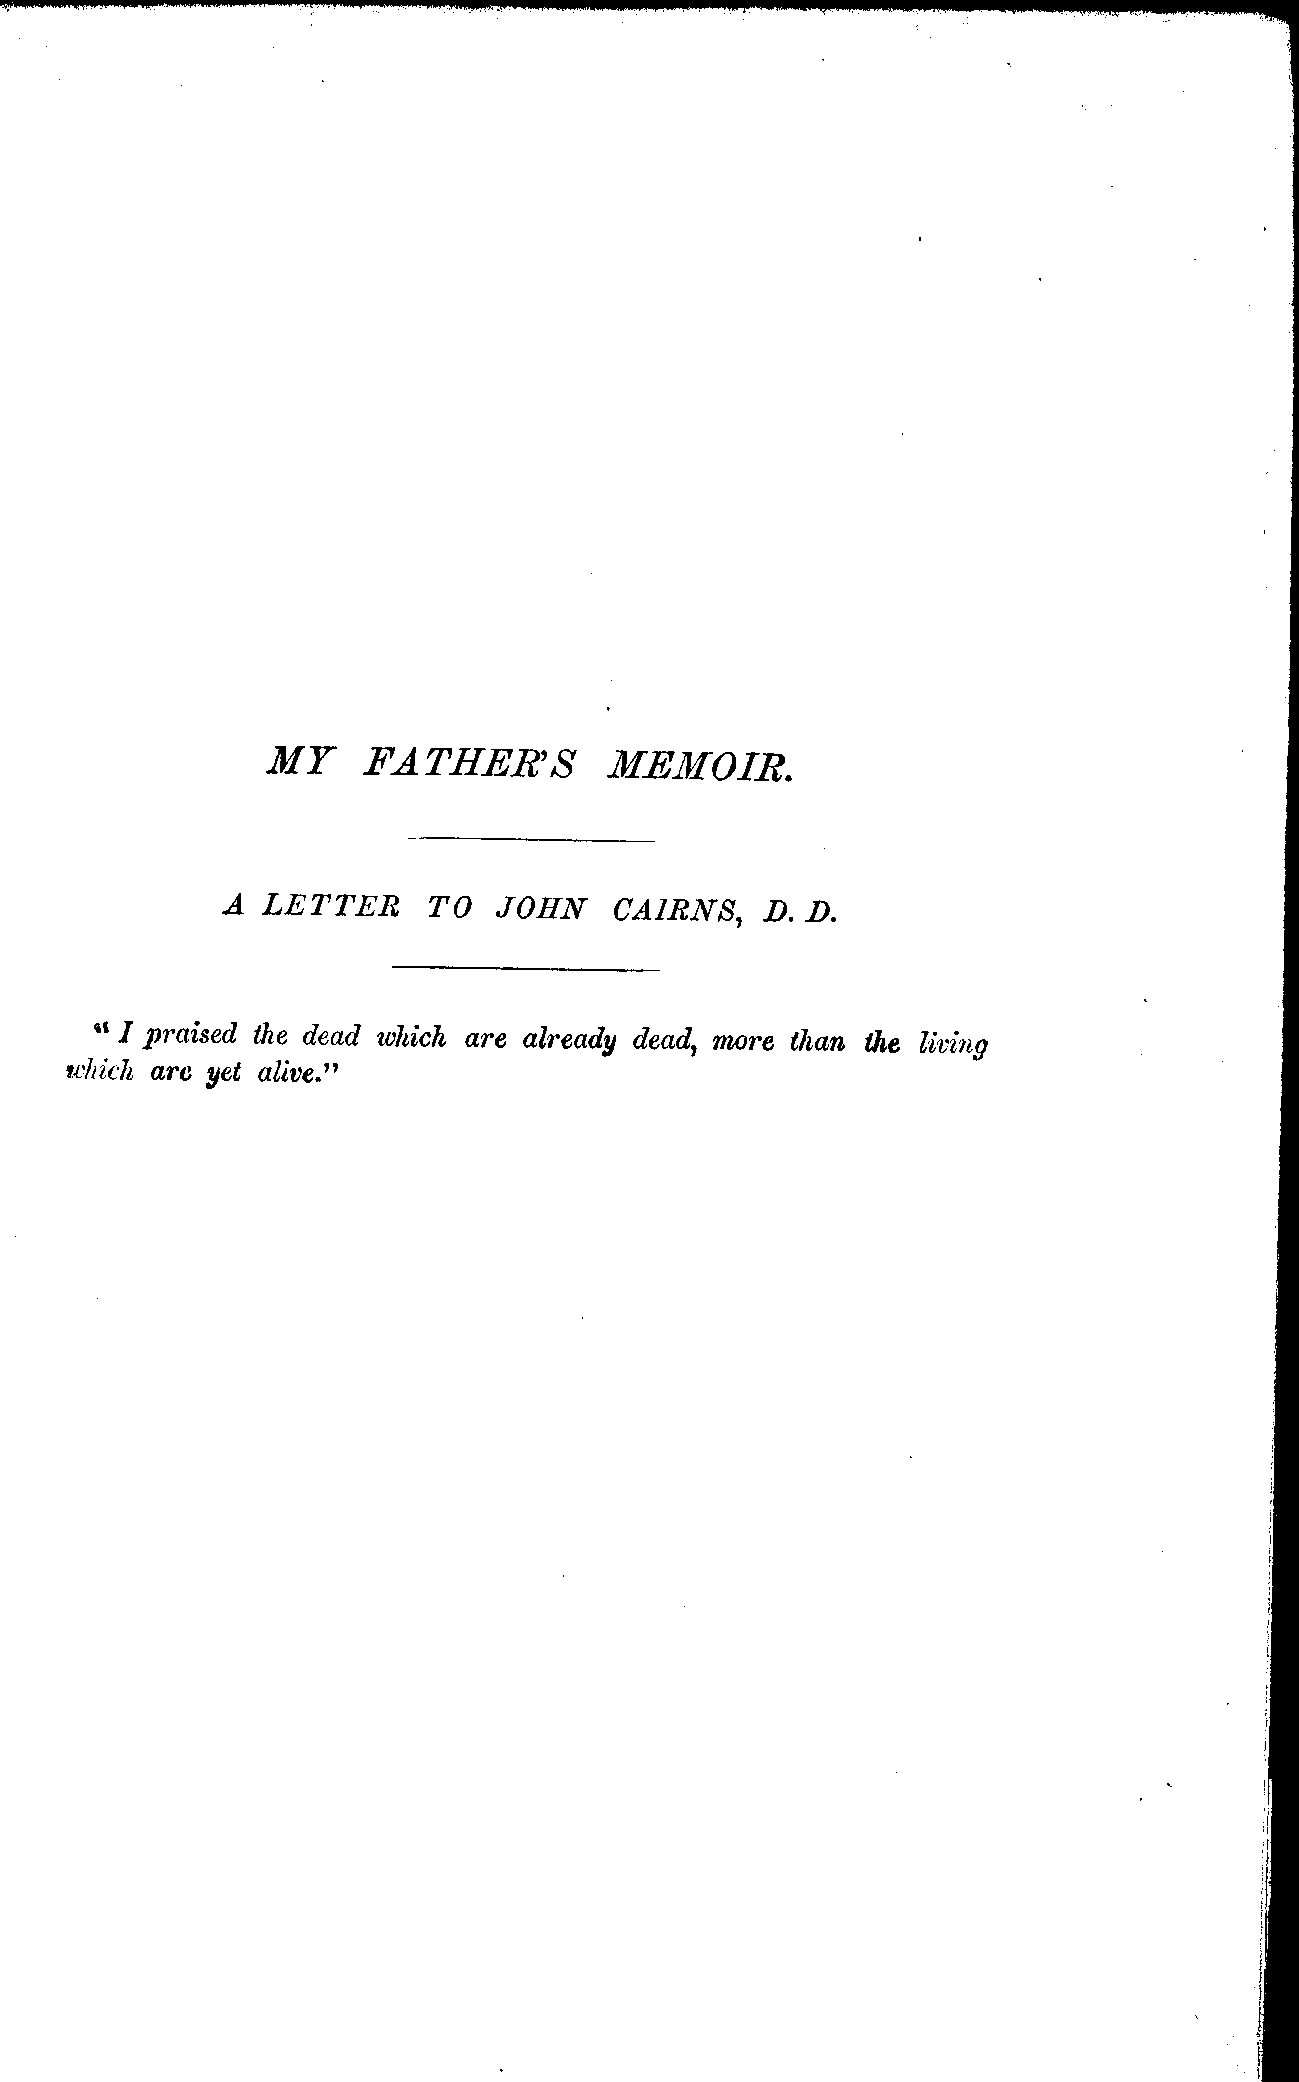 MY FATHER'S MEMOIR.
A LETTER TO JOHN CAIRNS, D. D.
"I praised the dead which are already dead, more than the living
which are yet alive."